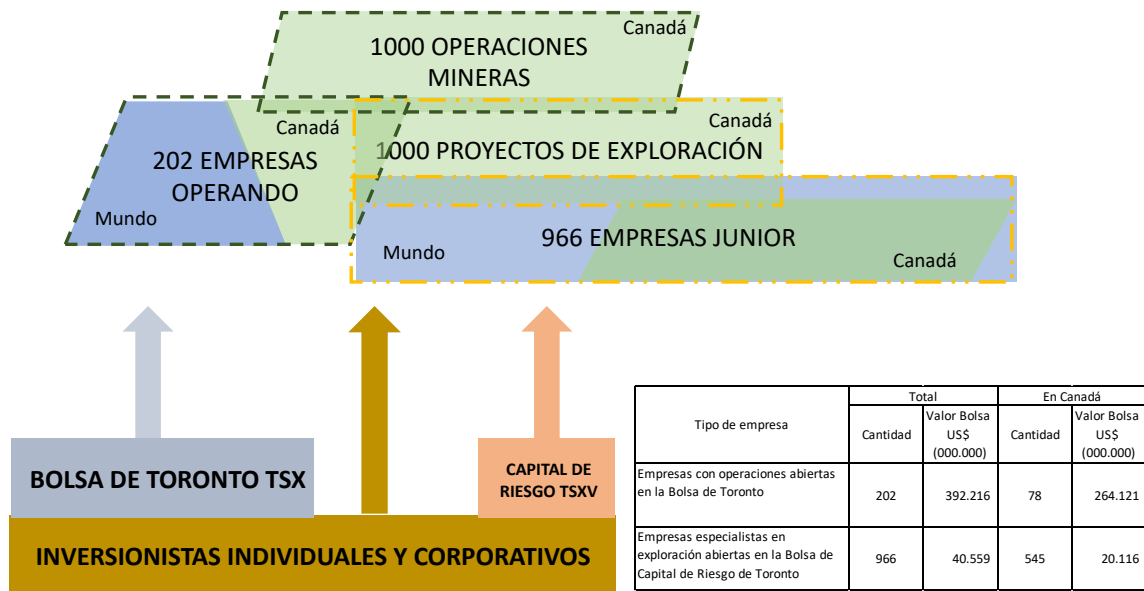 Canadá
1000 OPERACIONES
MINERAS
Canadá
202 EMPRESAS
OPERANDO
Mundo
Canadá
1000 PROYECTOS DE EXPLORACIÓN
966 EMPRESAS JUNIOR
Mundo
Canadá
BOLSA DE TORONTO TSX
CAPITAL DE
RIESGO TSXV
INVERSIONISTAS INDIVIDUALES Y CORPORATIVOS
Tipo de empresa
Total
En Canadá
Cantidad
Valor Bolsa
US$
(000.000)
Cantidad
Valor Bolsa
US$
(000.000)
Empresas con operaciones abiertas
en la Bolsa de Toronto
202
392.216
78
264.121
Empresas especialistas en
exploración abiertas en la Bolsa de
Capital de Riesgo de Toronto
966
40.559
545
20.116